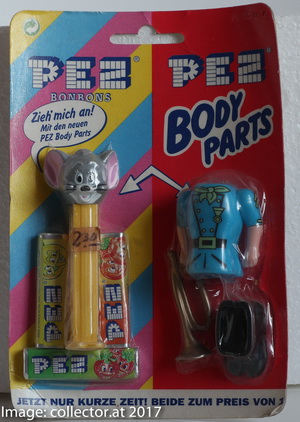 PEZ
BONBONS
Zieh' mich an!
Mit den neuen
PEZ Body Parts
PEZ
BODY
PARTS
PEZ
PEZ
PEZ
JETZT NUR KURZE ZEIT! BEIDE ZUM PREIS VON 1
Image: collector.at 2017